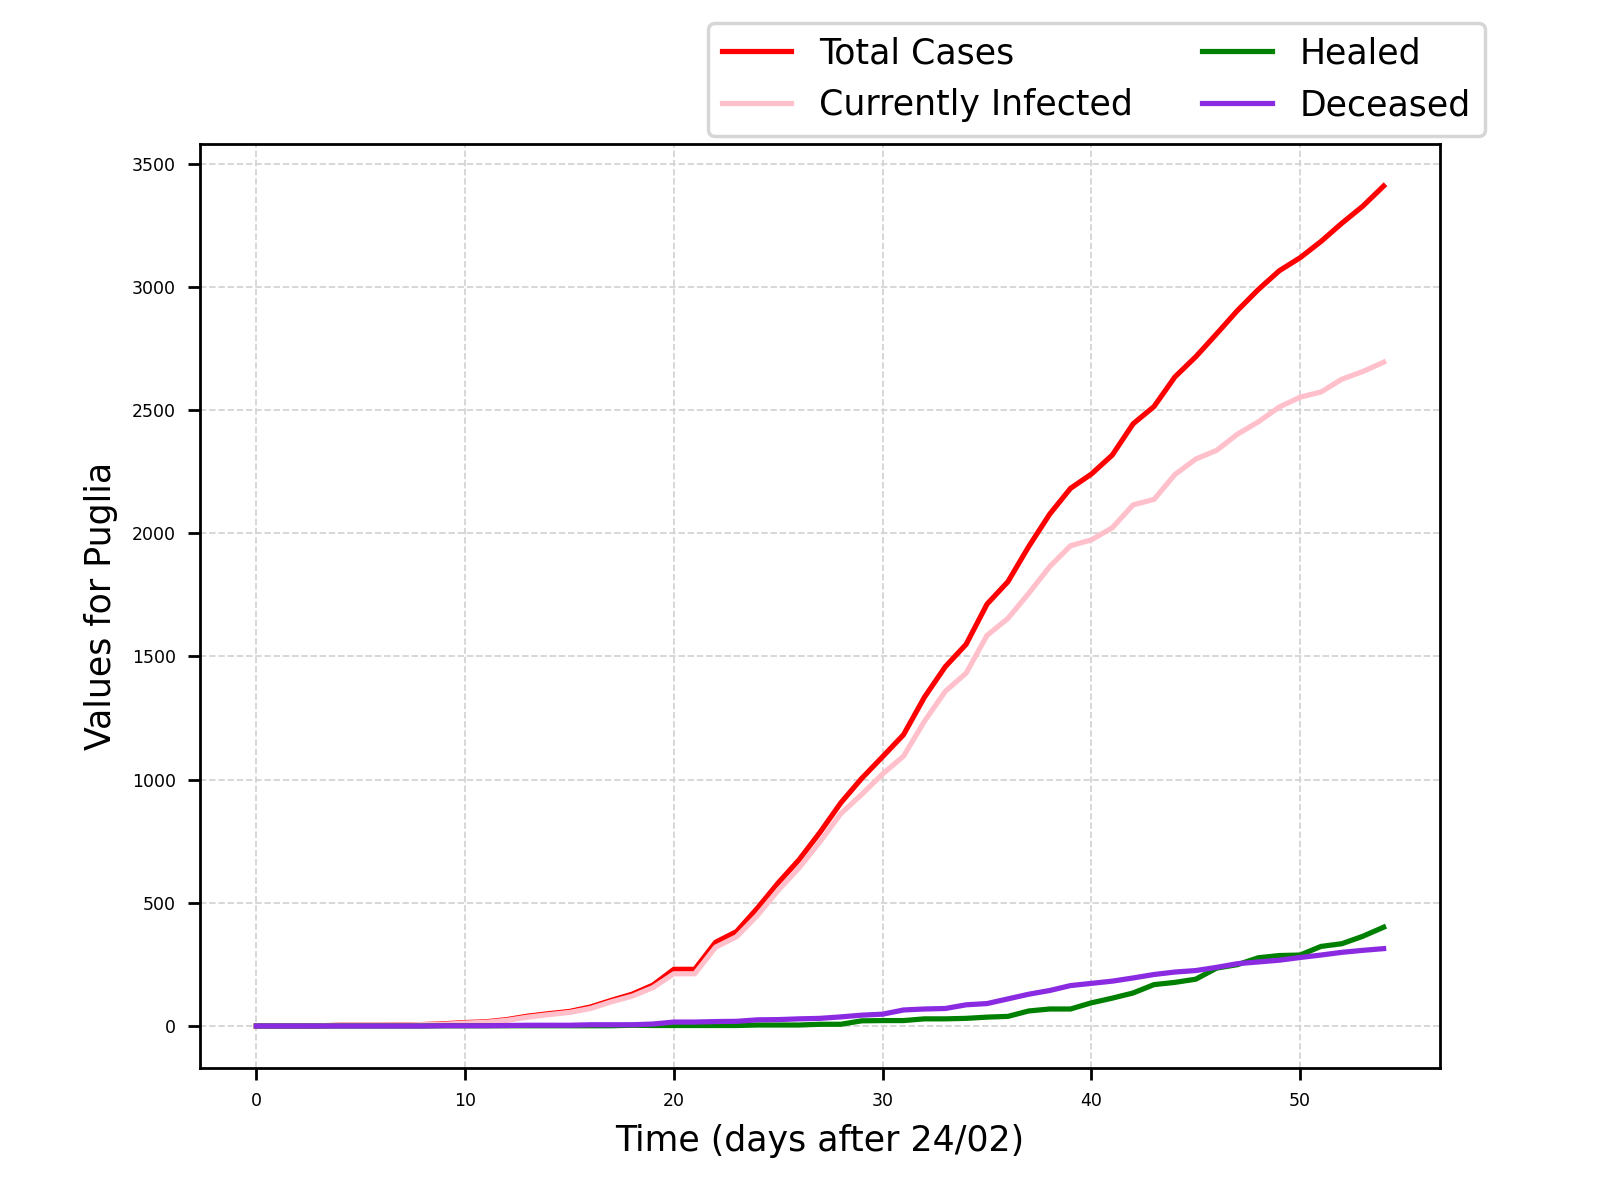 Total Cases
Currently Infected
Healed
Deceased
3500
3000
2500
2000
1500
1000
500
0
Values for Puglia
0 10 20 30 40 50
Time (days after 24/02)